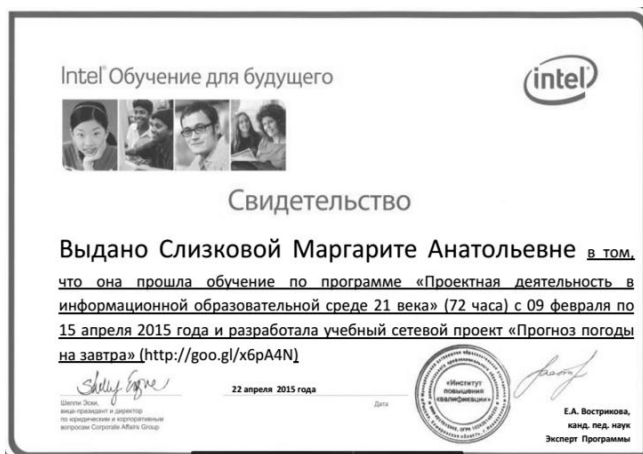 Intel® Обучение для будущего
intel
Свидетельство
Выдано Слизковой Маргарите Анатольевне в том,
что она прошла обучение по программе «Проектная деятельность в
информационной образовательной среде 21 века» (72 часа) с 09 февраля по
15 апреля 2015 года и разработала учебный сетевой проект «Прогноз погоды
на завтра» (http://goo.gl/x6pA4N)
22 апреля 2015 года
Дата
Шелли Эсзи,
вице-президент и директор
по юридическим и корпоративным
вопросам Corporate Affairs Group
«Институт
повышения
квалификации»
Е.А. Вострикова,
канд. пед. наук
Эксперт Программы